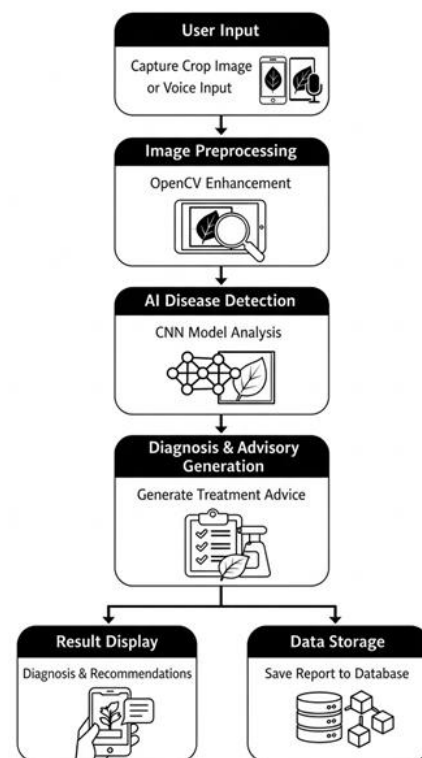 User Input
Capture Crop Image
or Voice Input
Image Preprocessing
OpenCV Enhancement
AI Disease Detection
CNN Model Analysis
Diagnosis & Advisory
Generation
Generate Treatment Advice
Result Display
Diagnosis & Recommendations
Data Storage
Save Report to Database